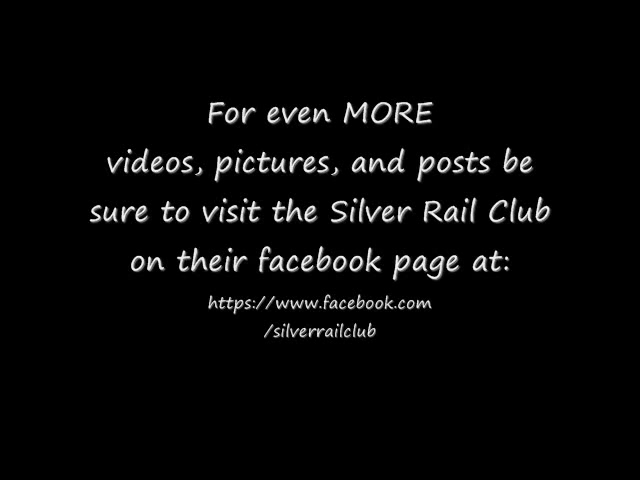 For even MORE
videos, pictures, and posts be
sure to visit the Silver Rail Club
on their facebook page at:
https://www.facebook.com
/silverrailclub